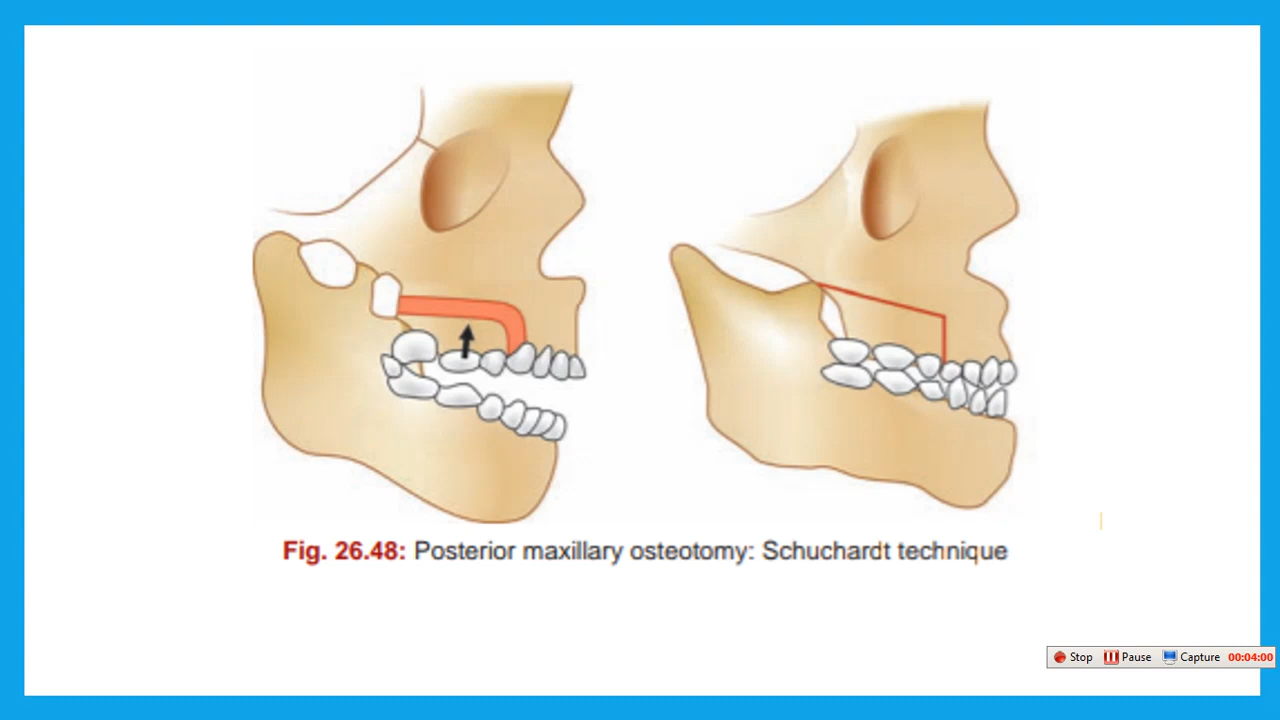 Fig. 26.48: Posterior maxillary osteotomy: Schuchardt technique
Stop Pause Capture 00:04:00